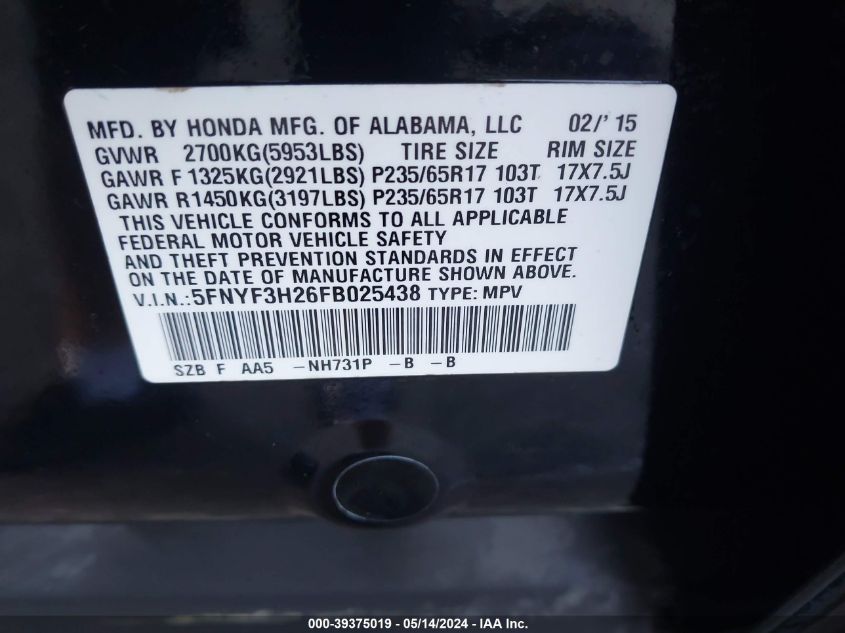 MFD. BY HONDA MFG. OF ALABAMA, LLC 02/' 15
GVWR 2700KG(5953LBS) TIRE SIZE RIM SIZE
GAWR F 1325KG(2921LBS) P235/65R17 103T 17X7.5J
GAWR R1450KG(3197LBS) P235/65R17 103T 17X7.5J
THIS VEHICLE CONFORMS TO ALL APPLICABLE
FEDERAL MOTOR VEHICLE SAFETY
AND THEFT PREVENTION STANDARDS IN EFFECT
ON THE DATE OF MANUFACTURE SHOWN ABOVE.
V.I.N.:5FNYF3H26FB025438 TYPE: MPV
SZB F AA5 -NH731P -B -B
000-39375019 - 05/14/2024 - IAA Inc.